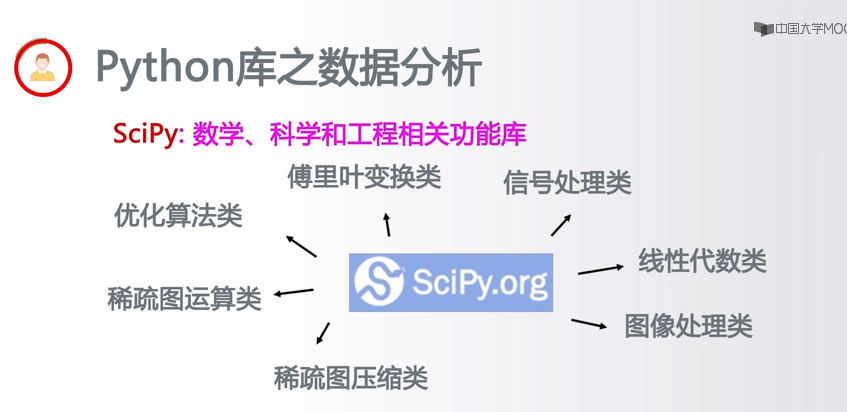 中国大学MOO
Python库之数据分析
SciPy: 数学、科学和工程相关功能库
傅里叶变换类
信号处理类
优化算法类
线性代数类
SciPy.org
稀疏图运算类
图像处理类
稀疏图压缩类